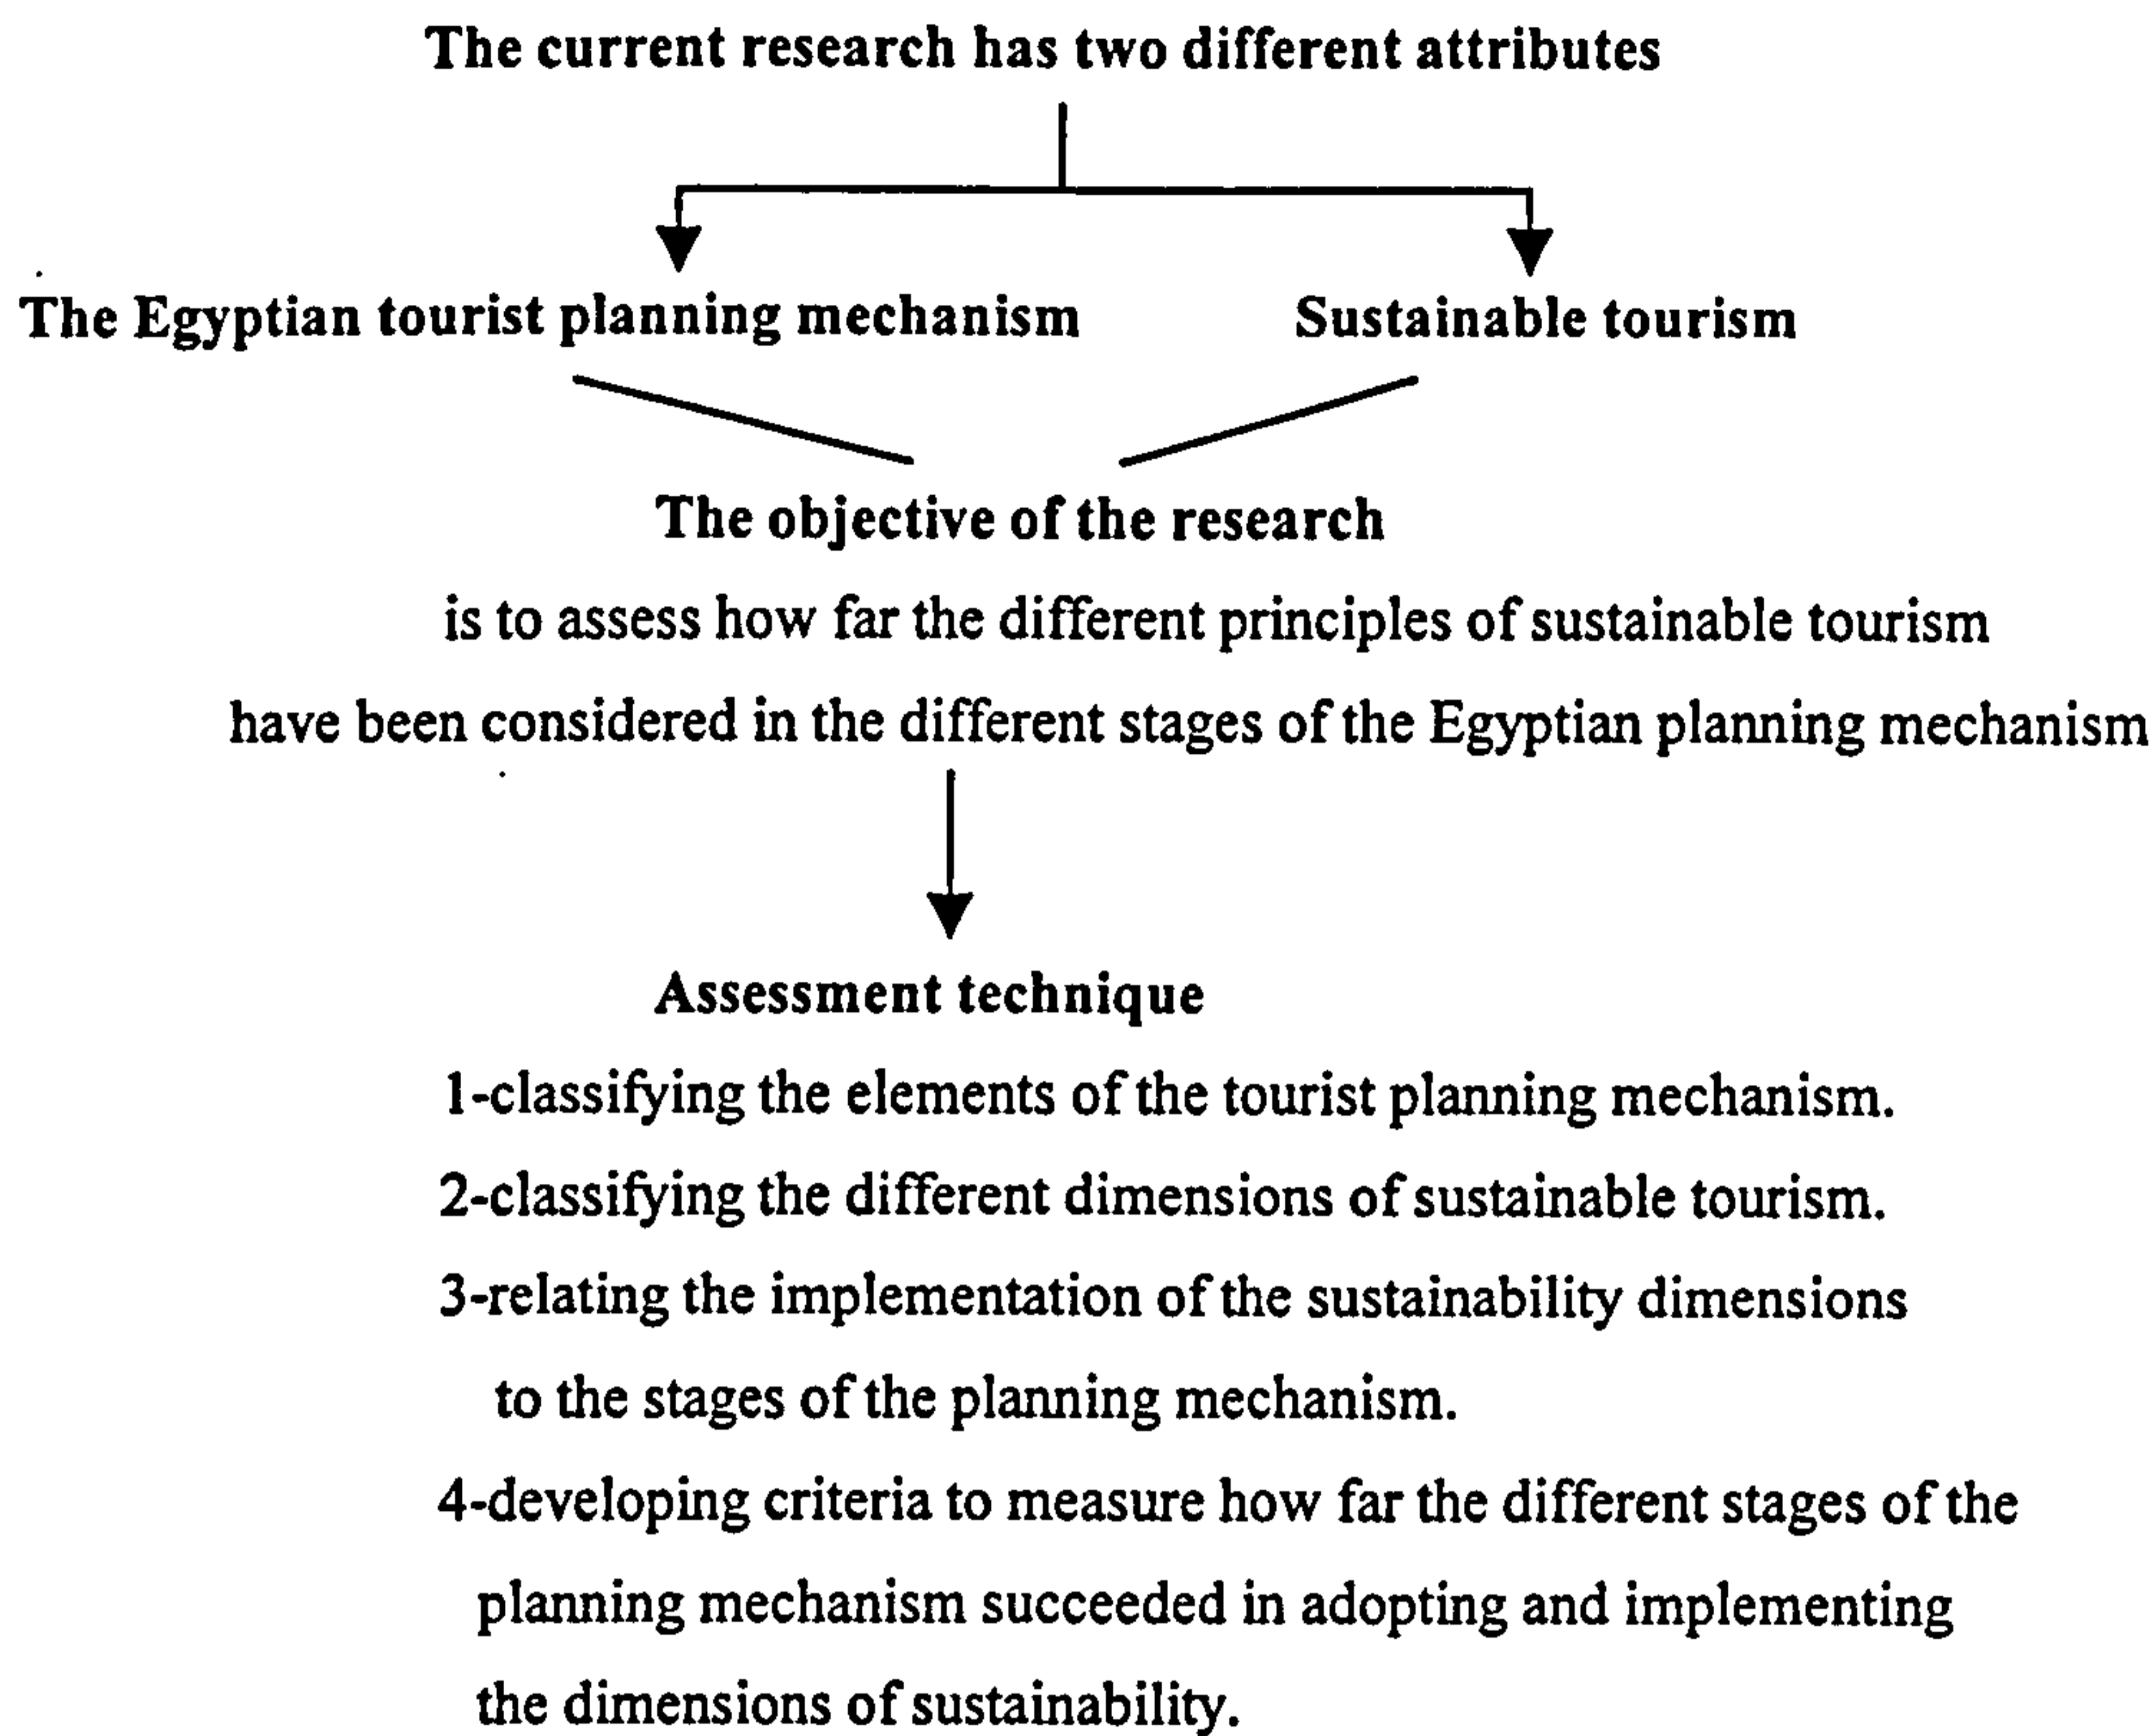 The current research has two different attributes
The Egyptian tourist planning mechanism
Sustainable tourism
The objective of the research
is to assess how far the different principles of sustainable tourism
have been considered in the different stages of the Egyptian planning mechanism
Assessment technique
1-classifying the elements of the tourist planning mechanism.
2-classifying the different dimensions of sustainable tourism.
3-relating the implementation of the sustainability dimensions
to the stages of the planning mechanism.
4-developing criteria to measure how far the different stages of the
planning mechanism succeeded in adopting and implementing
the dimensions of sustainability.